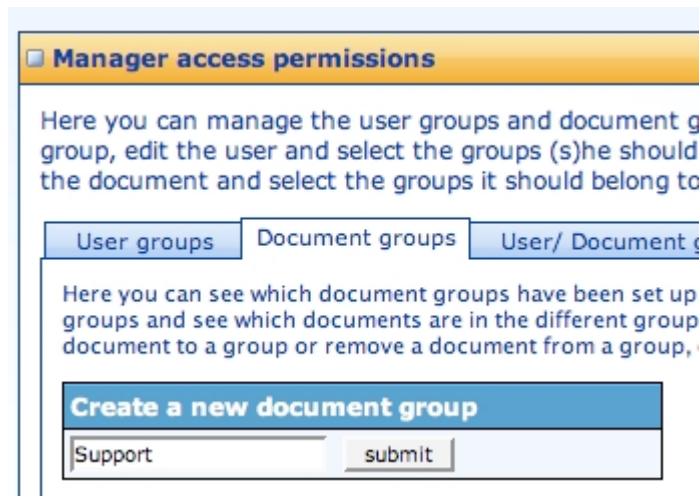 Manager access permissions
Here you can manage the user groups and document
group, edit the user and select the groups (s)he should
the document and select the groups it should belong to
User groups
Document groups
User/ Document
Here you can see which document groups have been set up
groups and see which documents are in the different group
document to a group or remove a document from a group,
Create a new document group
Support
submit